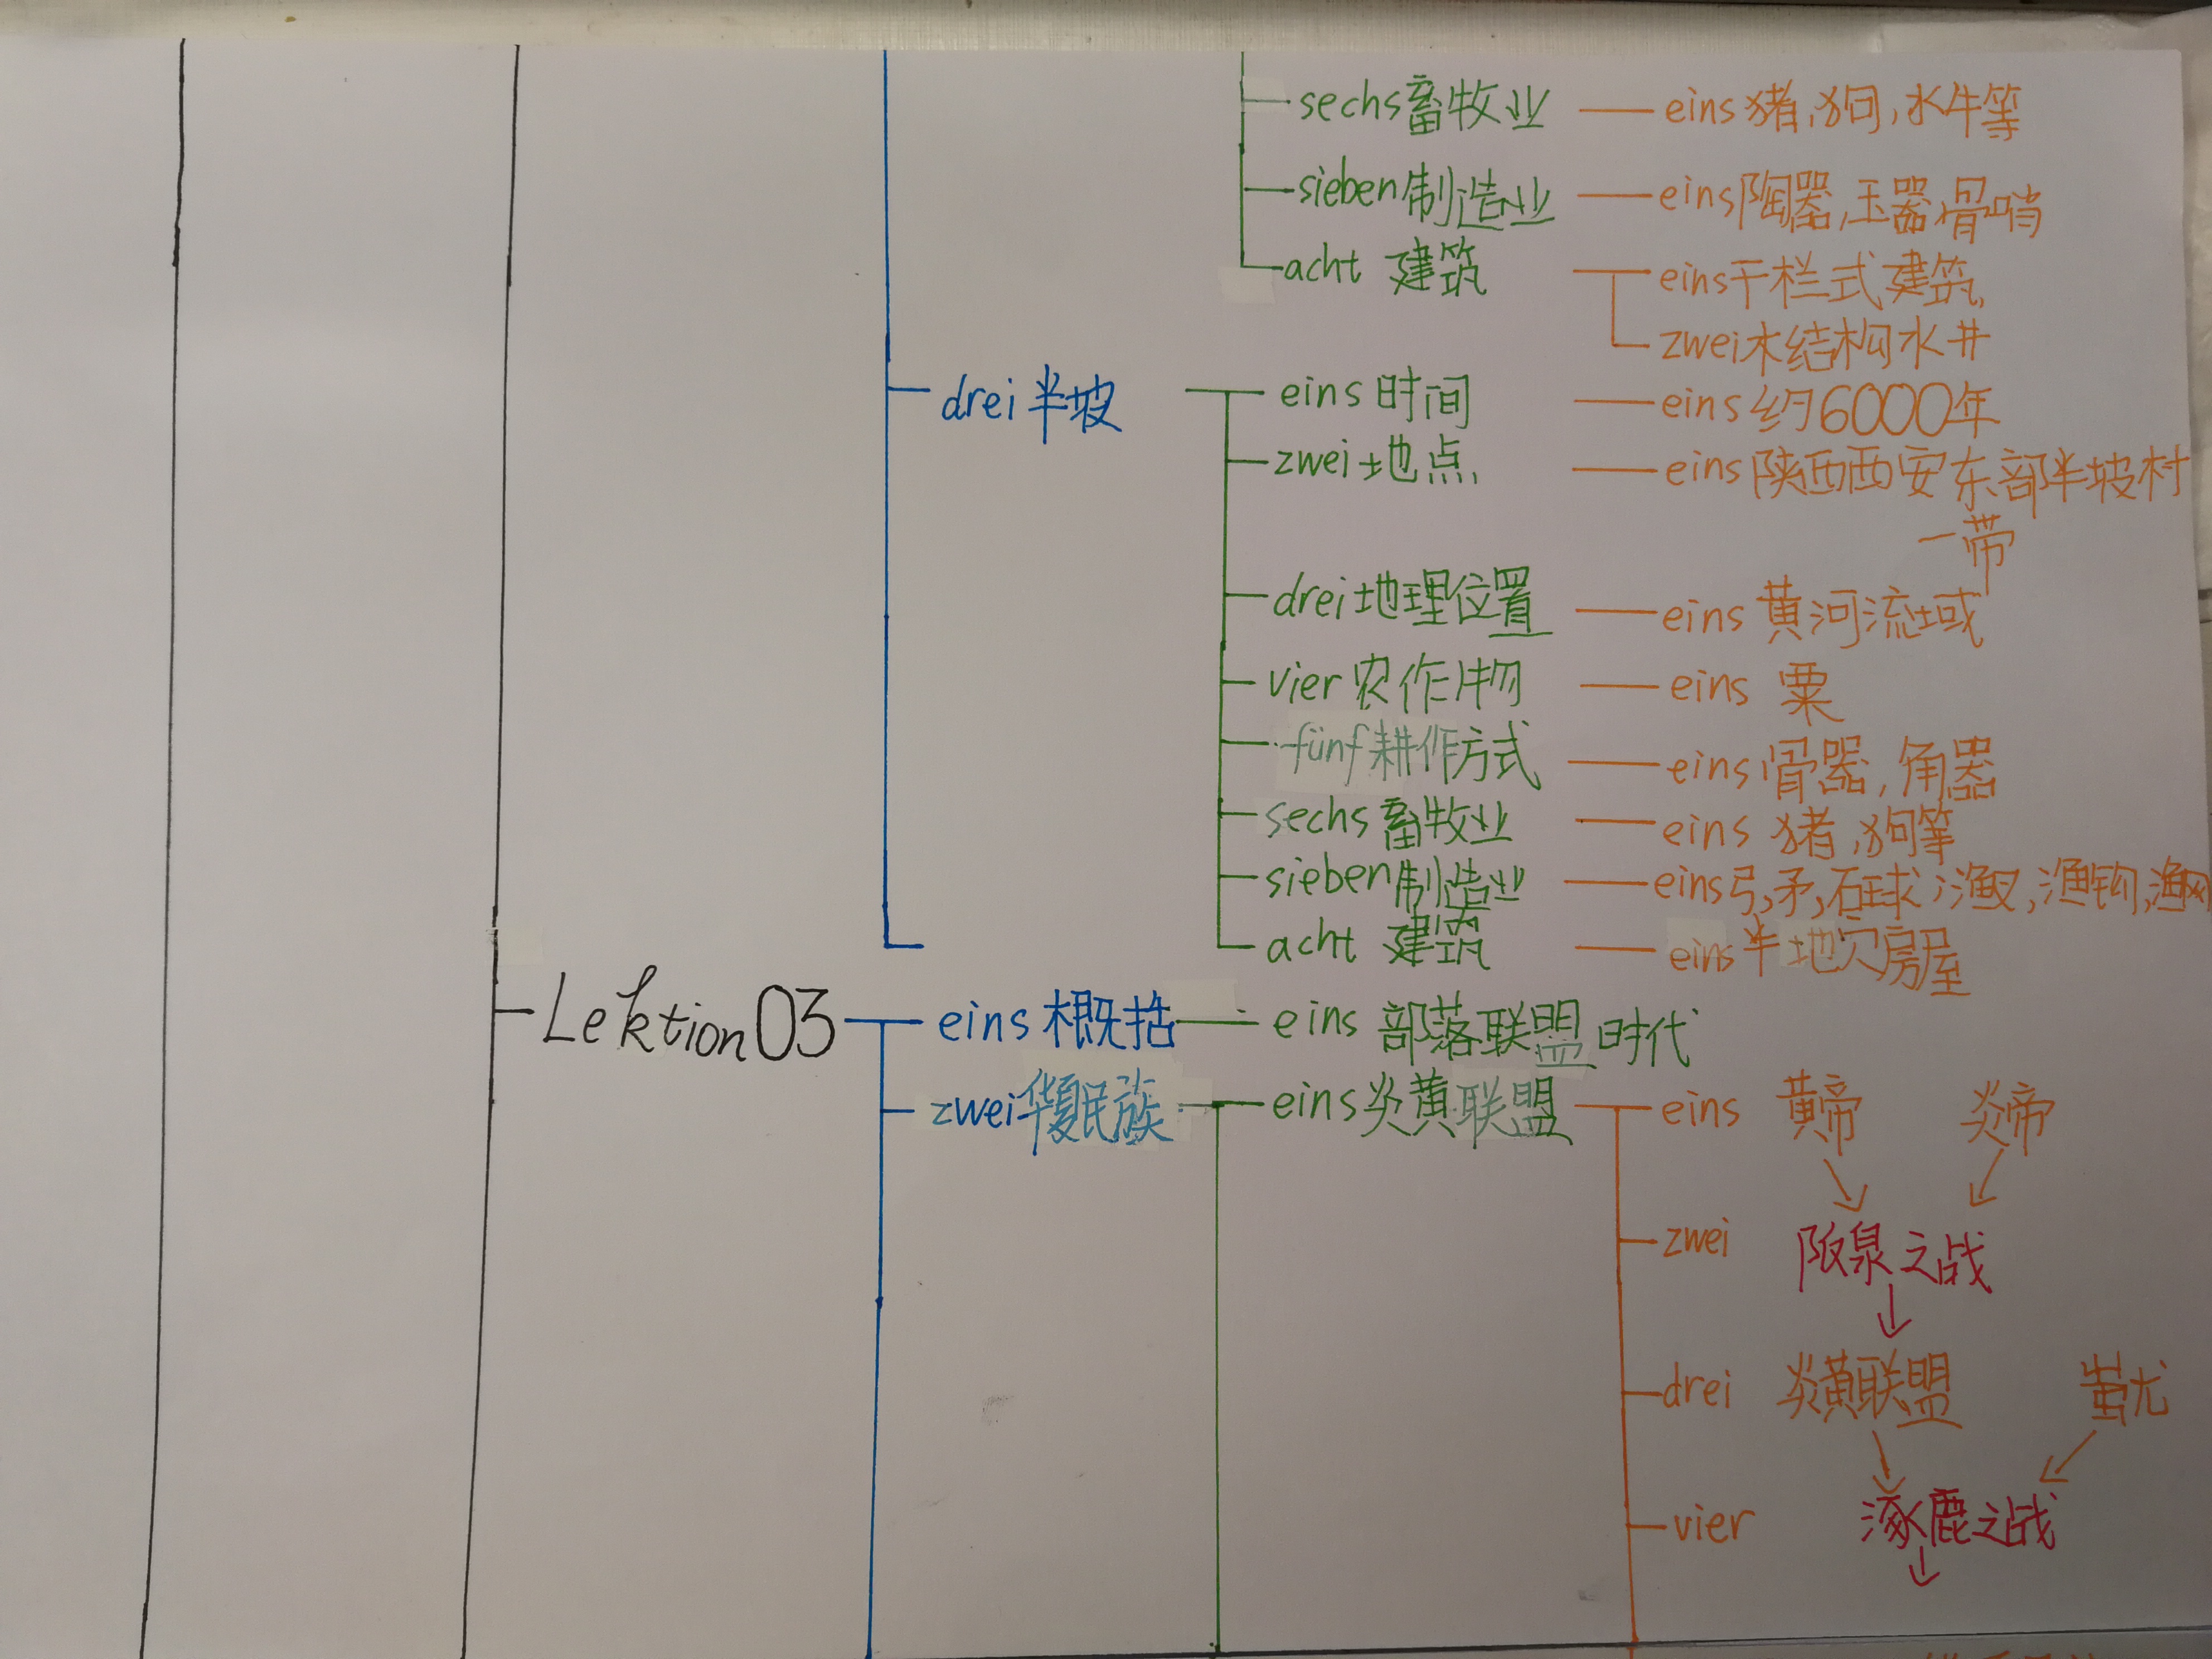 sechs畜牧业 eins猪,狗,水牛等
sieben制造业 eins陶器,玉器,骨哨
acht 建筑 eins干栏式建筑
zwei木结构水井
drei半坡 eins时间 eins约6000年
zwei地点 eins陕西西安东部半坡村
一带
drei地理位置 eins黄河流域
vier农作物 eins 粟
fünf耕作方式 eins骨器,角器
sechs畜牧业 eins 猪,狗等
sieben制造业 eins弓,矛,石球,渔叉,渔钩,渔网
acht 建筑 eins半地穴房屋
Lektion03 eins概括 eins 部落联盟时代
zwei华夏民族 eins炎黄联盟 eins 黄帝 炎帝
zwei 阪泉之战
drei 炎黄联盟 蚩尤
vier 涿鹿之战